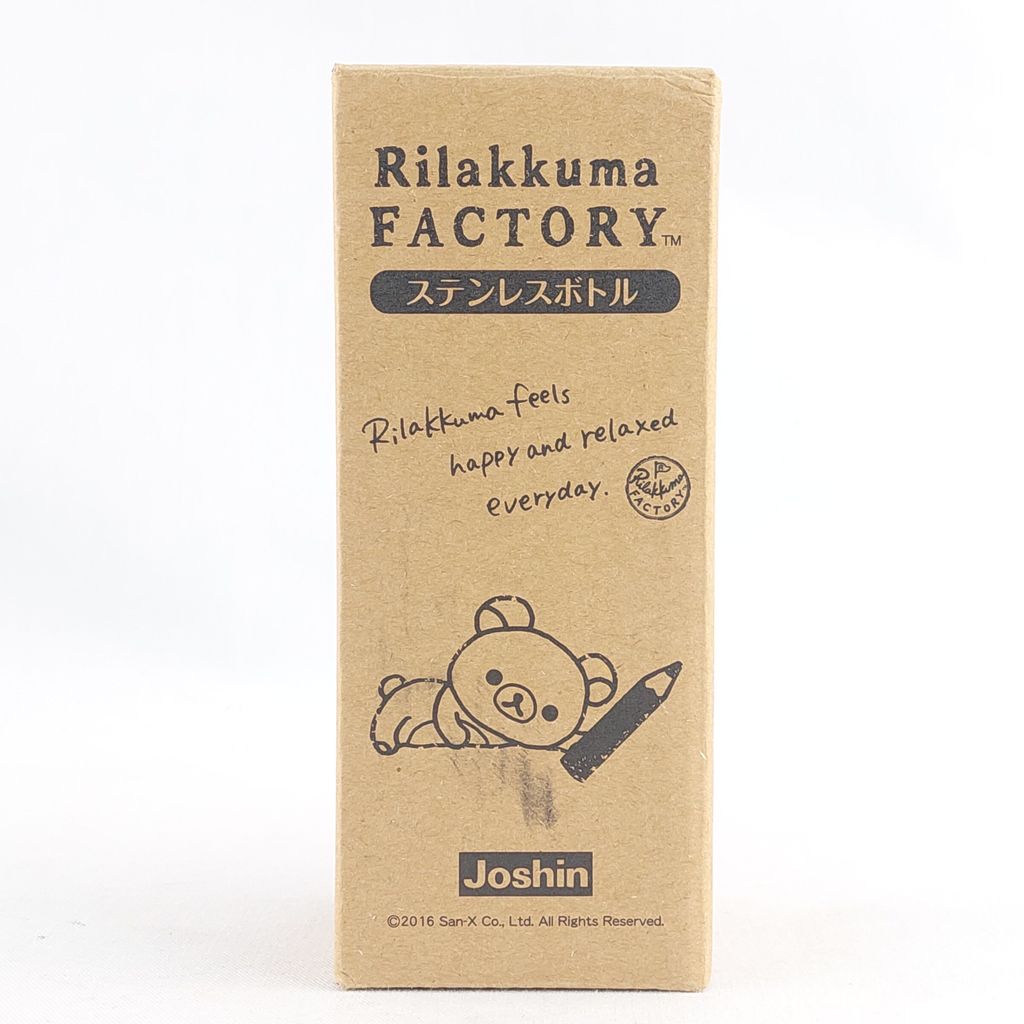 Rilakkuma
FACTORY™
ステンレスボトル
Rilakkuma feels
happy and relaxed
everyday.
Rilakkuma
FACTORY
Joshin
©2016 San-X Co., Ltd. All Rights Reserved.